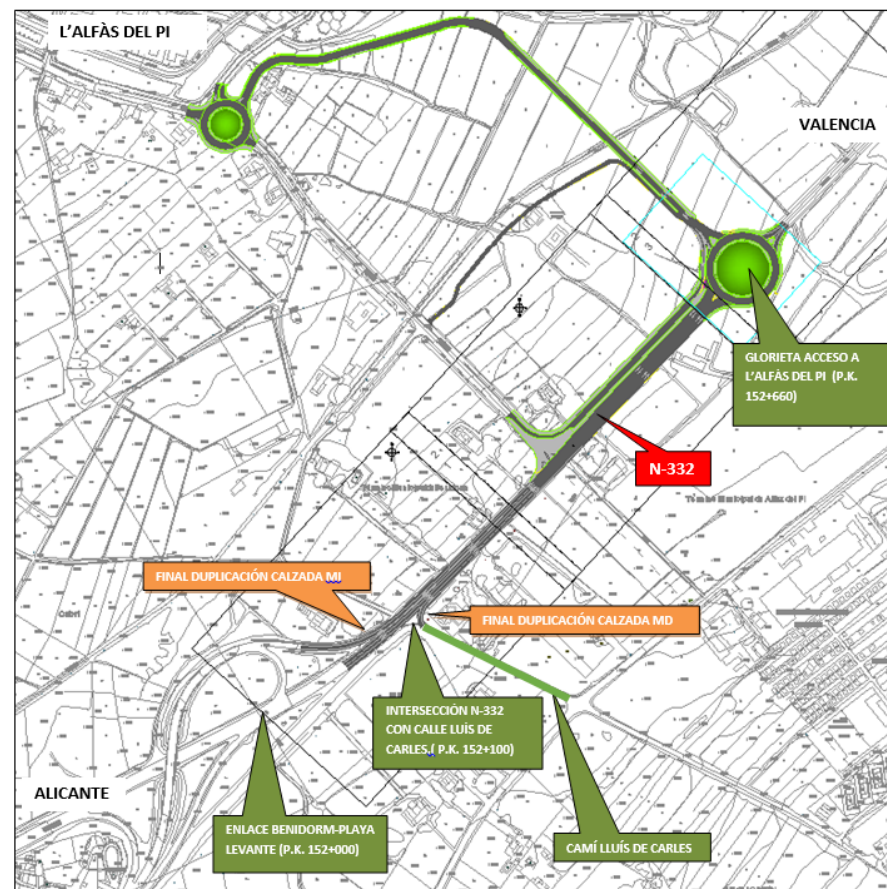 L'ALFÀS DEL PI
VALENCIA
GLORIETA ACCESO A
L'ALFÀS DEL PI (P.K.
152+660)
N-332
FINAL DUPLICACIÓN CALZADA MI
FINAL DUPLICACIÓN CALZADA MD
INTERSECCIÓN N-332
CON CALLE LUÍS DE
CARLES.( P.K. 152+100)
ALICANTE
ENLACE BENIDORM-PLAYA
LEVANTE (P.K. 152+000)
CAMÍ LLUÍS DE CARLES